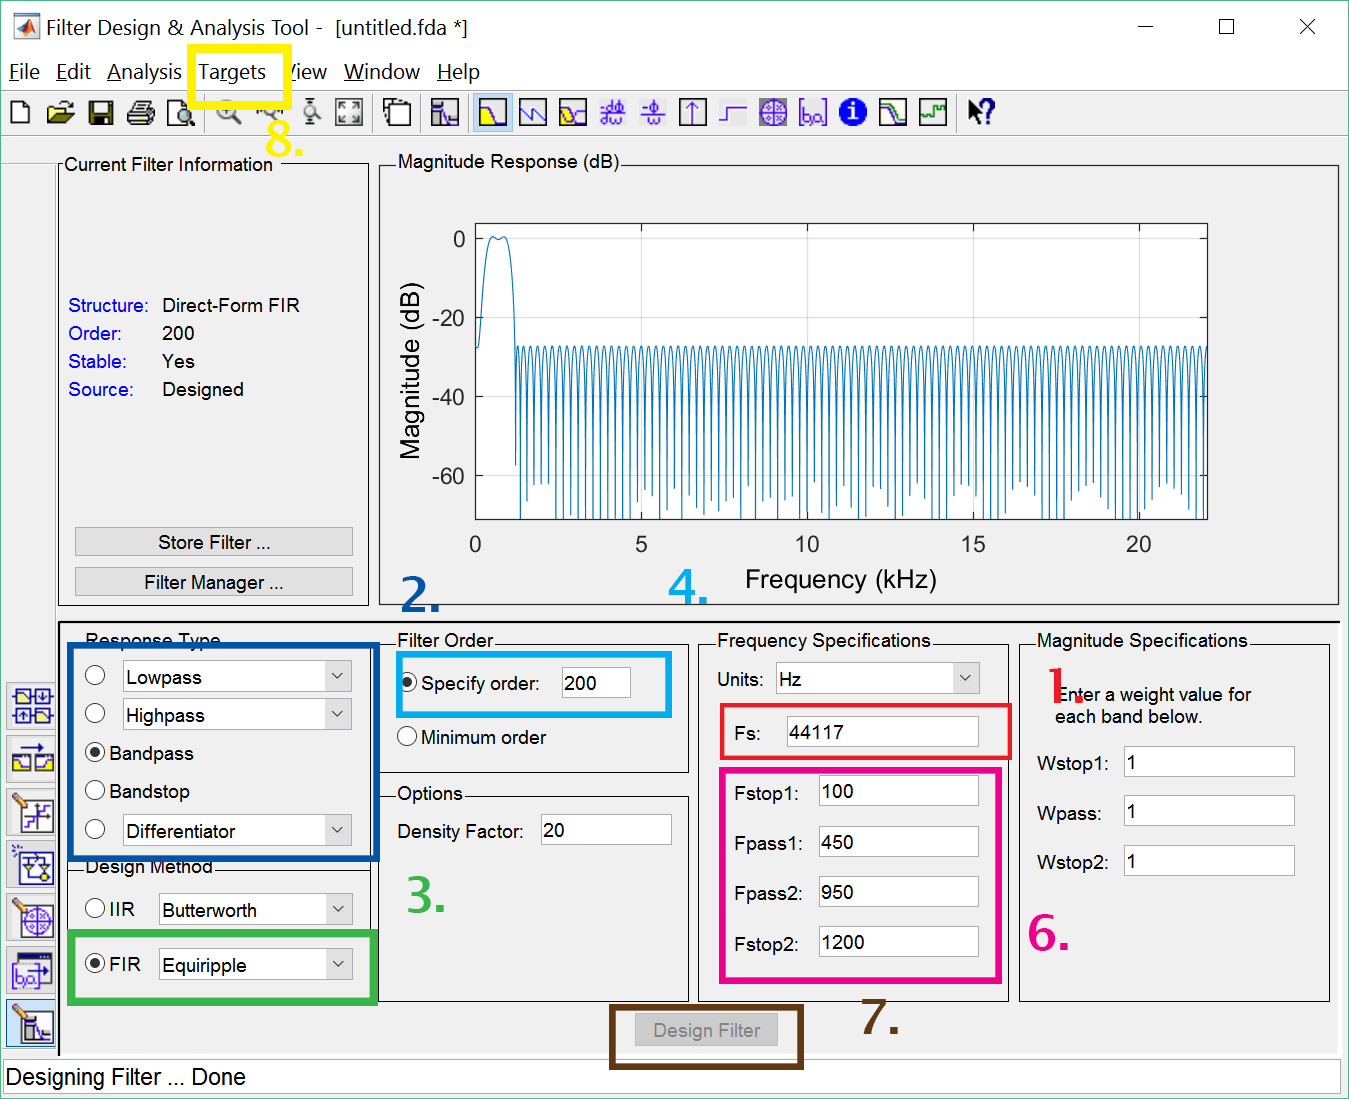 Filter Design & Analysis Tool -  [untitled.fda *]
File Edit Analysis Targets View Window Help
8.
Current Filter Information
Structure: Direct-Form FIR
Order: 200
Stable: Yes
Source: Designed
Store Filter ...
Filter Manager ...
Magnitude Response (dB)
Magnitude (dB)
0
-20
-40
-60
0 5 10 15 20
Frequency (kHz)
2.
4.
Response Type
Lowpass
Highpass
Bandpass
Bandstop
Differentiator
Design Method
IIR Butterworth
FIR Equiripple
3.
Filter Order
Specify order: 200
Minimum order
Options
Density Factor: 20
Frequency Specifications
Units: Hz
Fs: 44117
Fstop1: 100
Fpass1: 450
Fpass2: 950
Fstop2: 1200
Magnitude Specifications
1.
Enter a weight value for
each band below.
Wstop1: 1
Wpass: 1
Wstop2: 1
6.
7.
Design Filter
Designing Filter ... Done